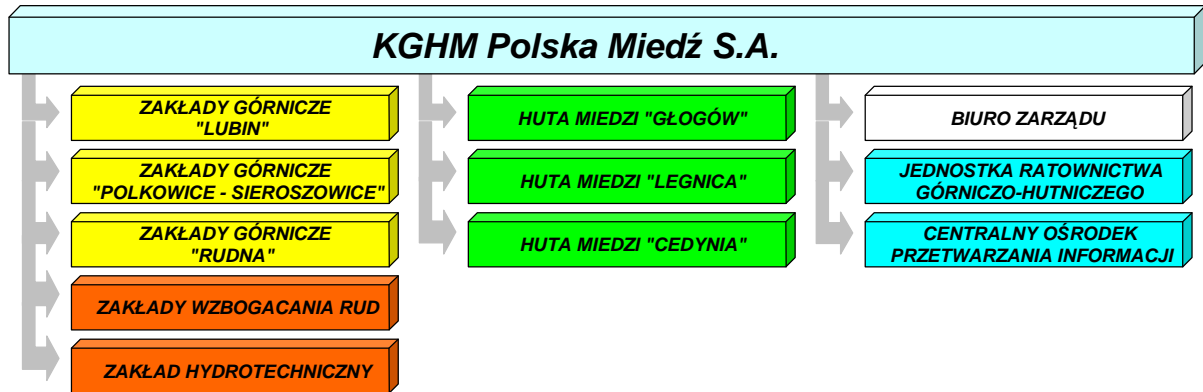 KGHM Polska Miedź S.A.
ZAKŁADY GÓRNICZE
"LUBIN"
ZAKŁADY GÓRNICZE
"POLKOWICE - SIEROSZOWICE"
ZAKŁADY GÓRNICZE
"RUDNA"
ZAKŁADY WZBOGACANIA RUD
ZAKŁAD HYDROTECHNICZNY
HUTA MIEDZI "GŁOGÓW"
HUTA MIEDZI "LEGNICA"
HUTA MIEDZI "CEDYNIA"
BIURO ZARZĄDU
JEDNOSTKA RATOWNICTWA
GÓRNICZO-HUTNICZEGO
CENTRALNY OŚRODEK
PRZETWARZANIA INFORMACJI